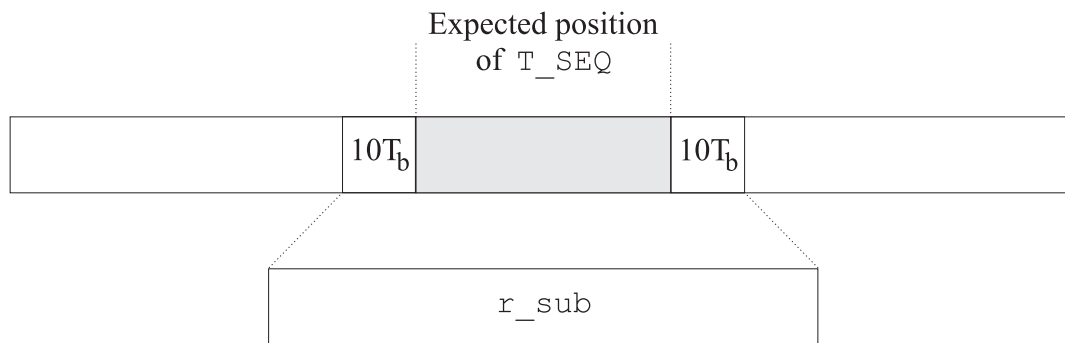 Expected position
of T_SEQ
10T_b 10T_b
r_sub